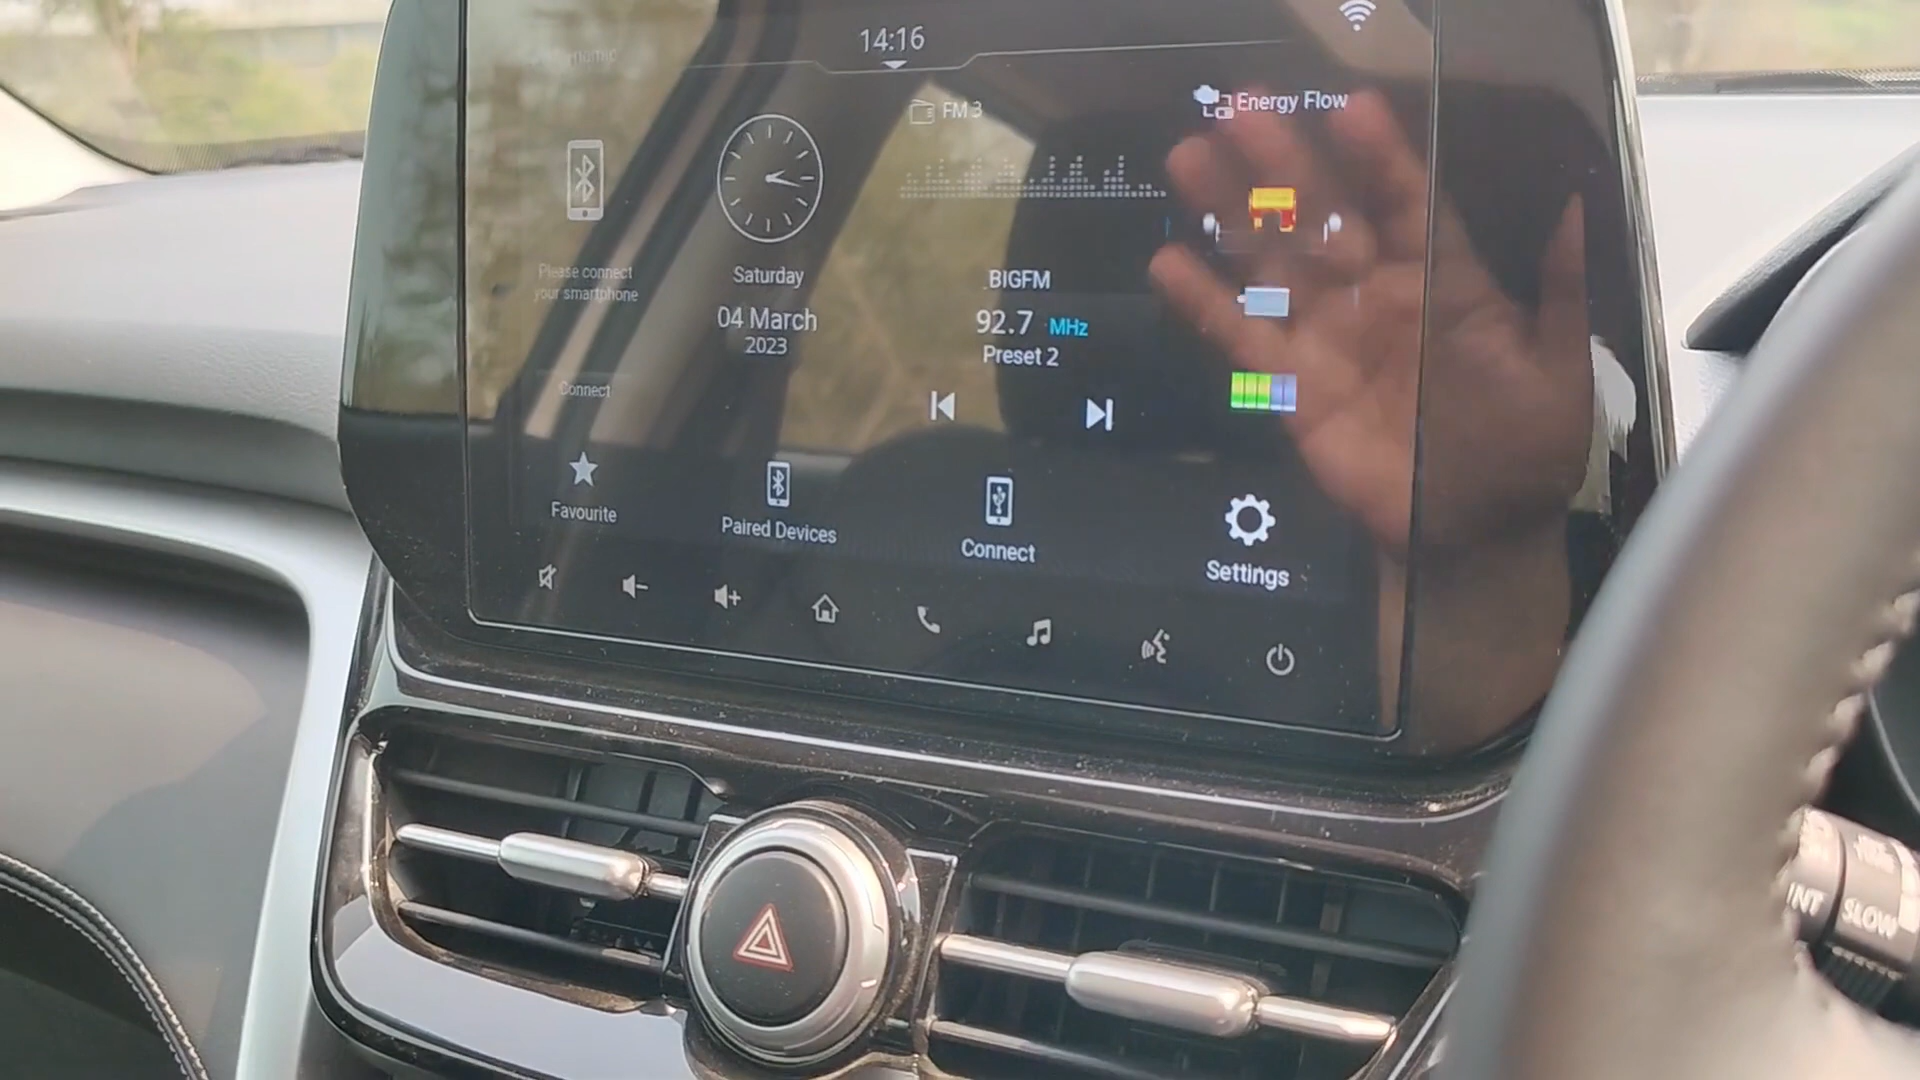 14:16
FM 3
Energy Flow
Please connect
your smartphone
Saturday
04 March
2023
BIGFM
92.7 MHz
Preset 2
Connect
Favourite
Paired Devices
Connect
Settings
INT
SLOW